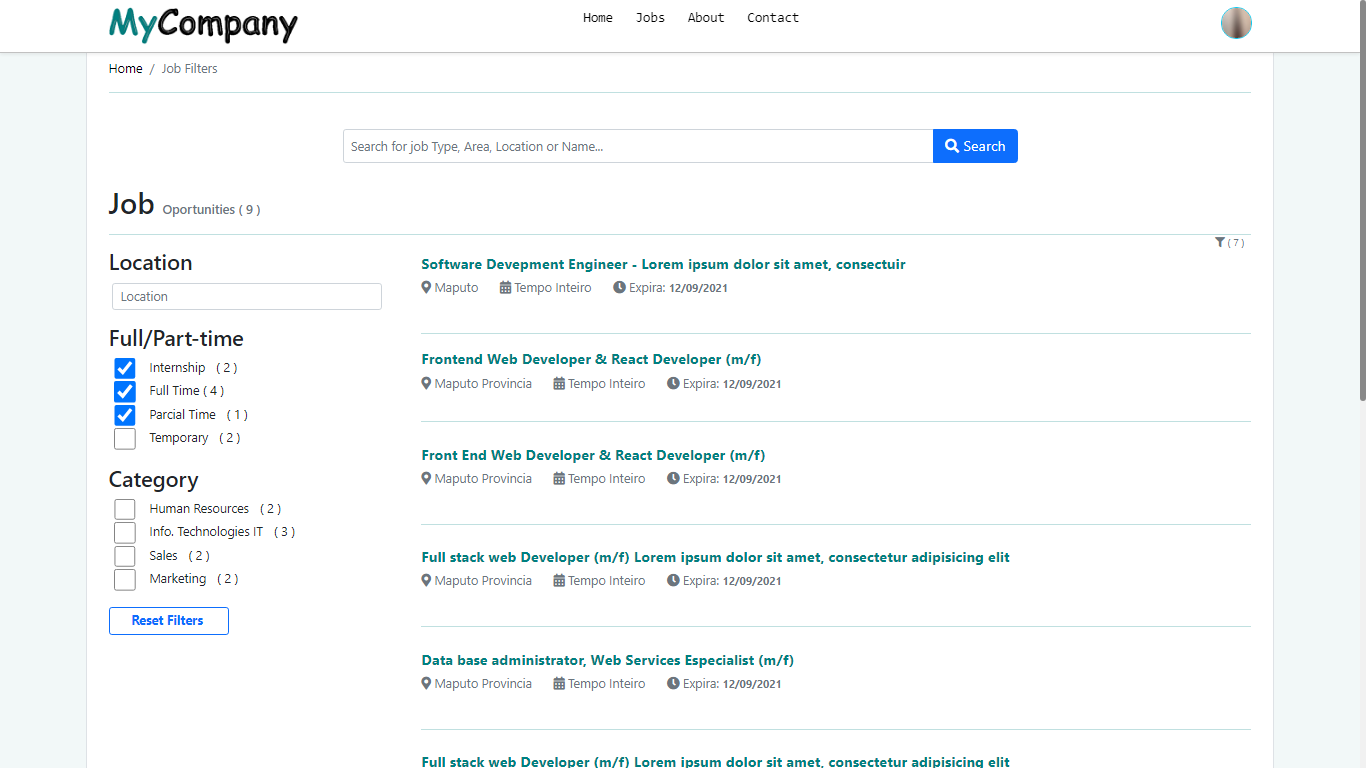 MyCompany
Home Jobs About Contact
Home / Job Filters
Search for job Type, Area, Location or Name...
Search
Job Oportunities ( 9 )
( 7 )
Location
Location
Full/Part-time
Internship ( 2 )
Full Time ( 4 )
Parcial Time ( 1 )
Temporary ( 2 )
Category
Human Resources ( 2 )
Info. Technologies IT ( 3 )
Sales ( 2 )
Marketing ( 2 )
Reset Filters
Software Devepment Engineer - Lorem ipsum dolor sit amet, consectuir
Maputo Tempo Inteiro Expira: 12/09/2021
Frontend Web Developer & React Developer (m/f)
Maputo Provincia Tempo Inteiro Expira: 12/09/2021
Front End Web Developer & React Developer (m/f)
Maputo Provincia Tempo Inteiro Expira: 12/09/2021
Full stack web Developer (m/f) Lorem ipsum dolor sit amet, consectetur adipisicing elit
Maputo Provincia Tempo Inteiro Expira: 12/09/2021
Data base administrator, Web Services Especialist (m/f)
Maputo Provincia Tempo Inteiro Expira: 12/09/2021
Full stack web Developer (m/f) Lorem ipsum dolor sit amet, consectetur adipisicing elit